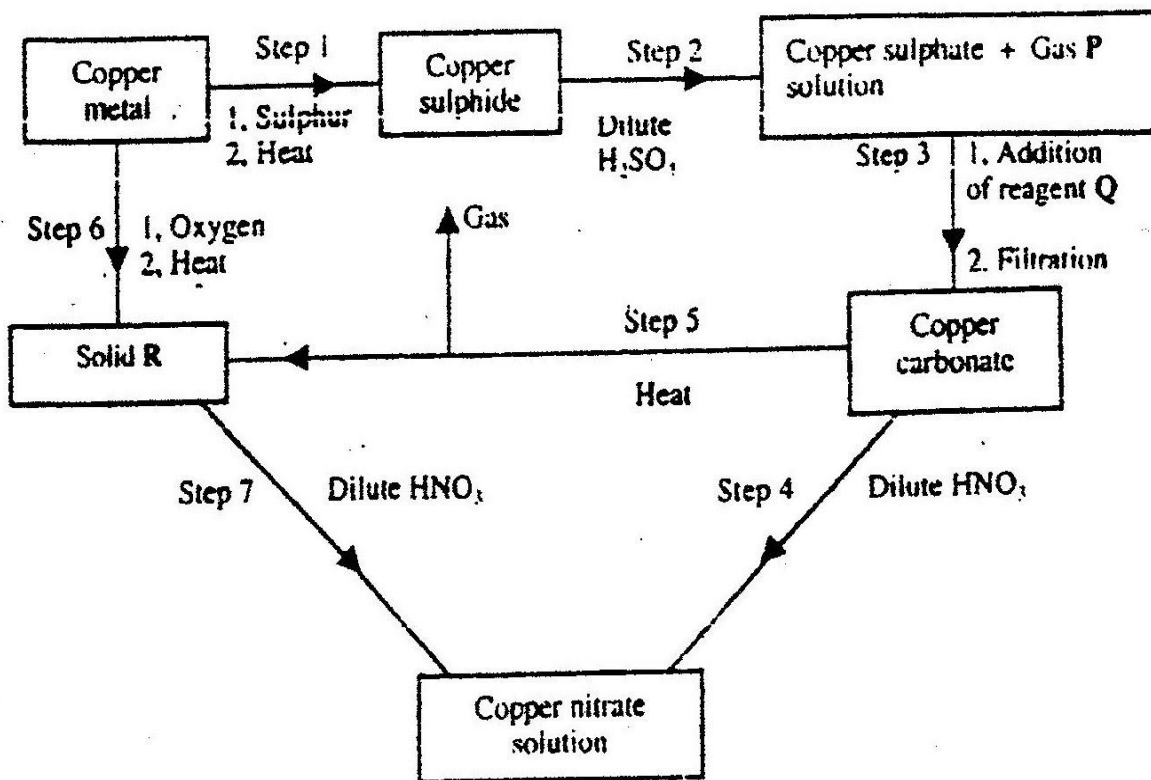 Copper
metal
Step 1
1. Sulphur
2. Heat
Copper
sulphide
Step 2
Dilute
H₂SO₄
Copper sulphate + Gas P
solution
Step 3
1. Addition
of reagent Q
2. Filtration
Step 6
1. Oxygen
2. Heat
Gas
Solid R
Step 5
Heat
Copper
carbonate
Step 7
Dilute HNO₃
Step 4
Dilute HNO₃
Copper nitrate
solution